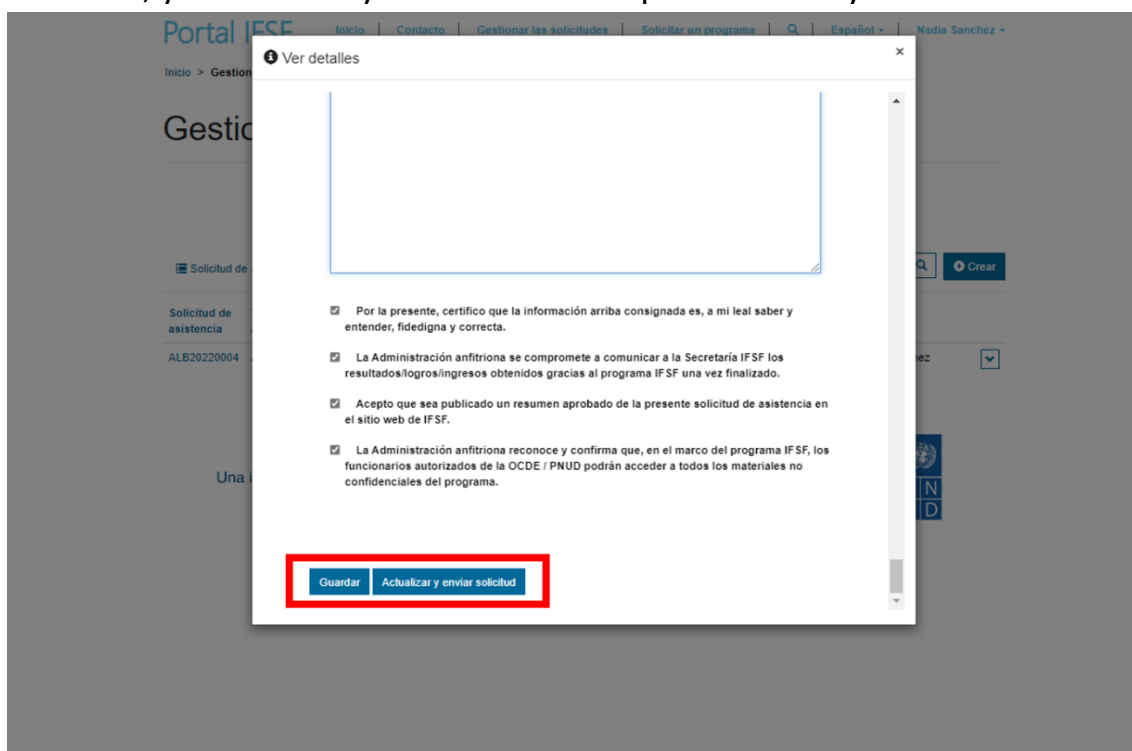 Portal IFSF
Inicio | Contacto | Gestionar las solicitudes | Solicitar un programa | Español | Nadia Sanchez
Ver detalles ×
Inicio > Gestion
Gestio
Solicitud de
Crear
Solicitud de
asistencia
ALB20220004
ez
Por la presente, certifico que la información arriba consignada es, a mi leal saber y
entender, fidedigna y correcta.
La Administración anfitriona se compromete a comunicar a la Secretaría IFSF los
resultados/logros/ingresos obtenidos gracias al programa IFSF una vez finalizado.
Acepto que sea publicado un resumen aprobado de la presente solicitud de asistencia en
el sitio web de IFSF.
La Administración anfitriona reconoce y confirma que, en el marco del programa IFSF, los
funcionarios autorizados de la OCDE / PNUD podrán acceder a todos los materiales no
confidenciales del programa.
Una i
N
D
Guardar Actualizar y enviar solicitud